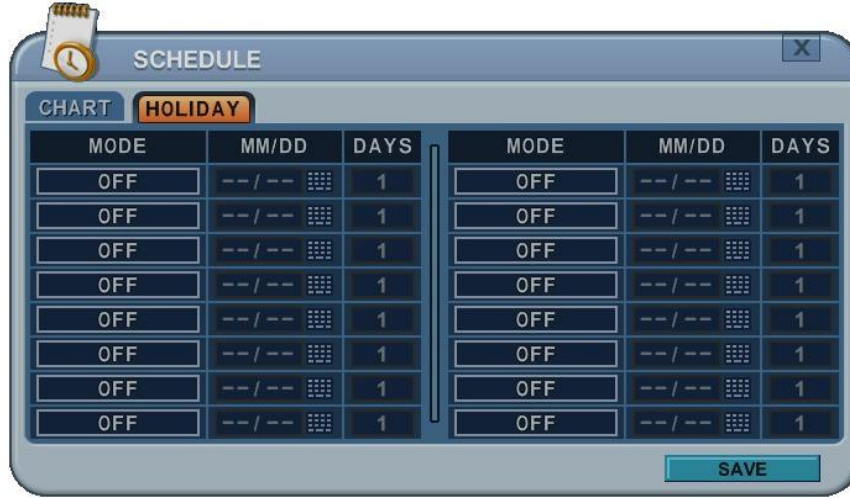 SCHEDULE X
CHART HOLIDAY
MODE MM/DD DAYS MODE MM/DD DAYS
OFF --/-- 1 OFF --/-- 1
OFF --/-- 1 OFF --/-- 1
OFF --/-- 1 OFF --/-- 1
OFF --/-- 1 OFF --/-- 1
OFF --/-- 1 OFF --/-- 1
OFF --/-- 1 OFF --/-- 1
OFF --/-- 1 OFF --/-- 1
OFF --/-- 1 OFF --/-- 1
SAVE